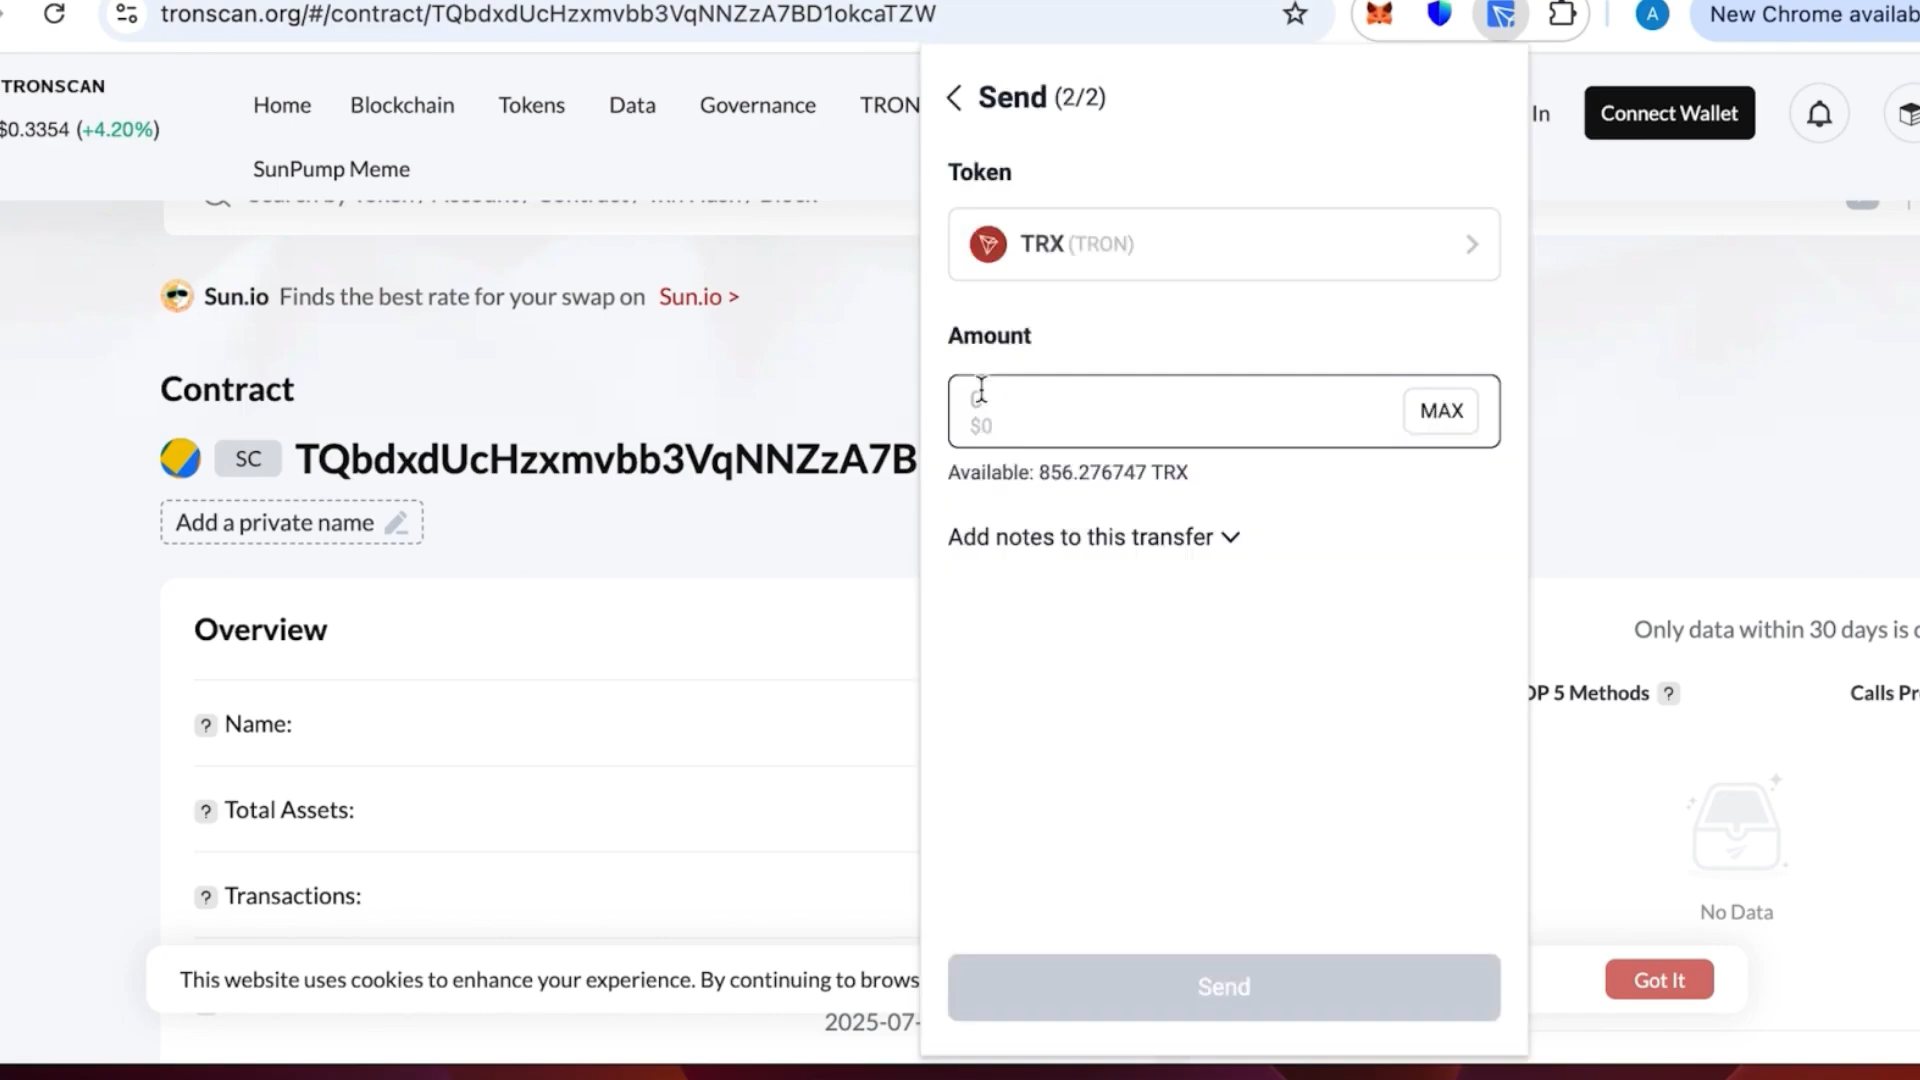 tronscan.org/#/contract/TQbdxdUcHzxmvbb3VqNNZzA7BD1okcaTZW
A
New Chrome availab
TRONSCAN
$0.3354 (+4.20%)
Home
Blockchain
Tokens
Data
Governance
TRON
In
Connect Wallet
SunPump Meme
Sun.io Finds the best rate for your swap on Sun.io >
Contract
SC
TQbdxdUcHzxmvbb3VqNNZzA7B
Add a private name
Overview
? Name:
? Total Assets:
? Transactions:
This website uses cookies to enhance your experience. By continuing to brows
2025-07-
Send (2/2)
Token
TRX (TRON)
Amount
$0
MAX
Available: 856.276747 TRX
Add notes to this transfer
Send
Only data within 30 days is
OP 5 Methods ?
Calls Pr
No Data
Got It